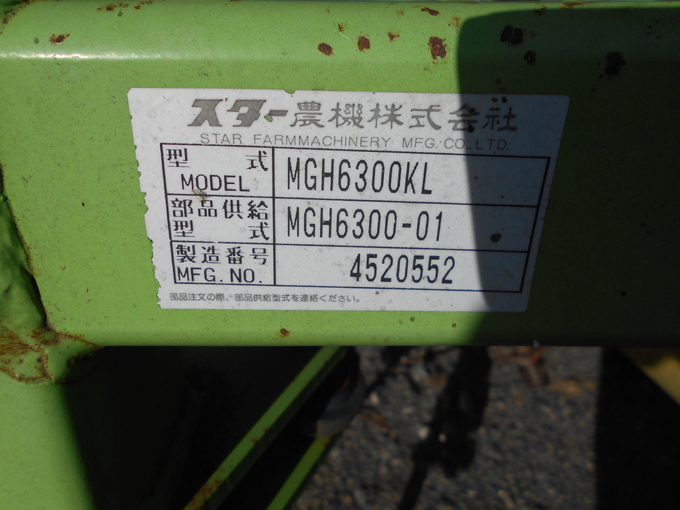 スター農機株式会社
STAR FARMMACHINERY MFG.CO.,LTD.
型 式
MODEL MGH6300KL
部品供給
型 式 MGH6300-01
製造番号
MFG.NO. 4520552
部品注文の際、部品供給型式を連絡ください。